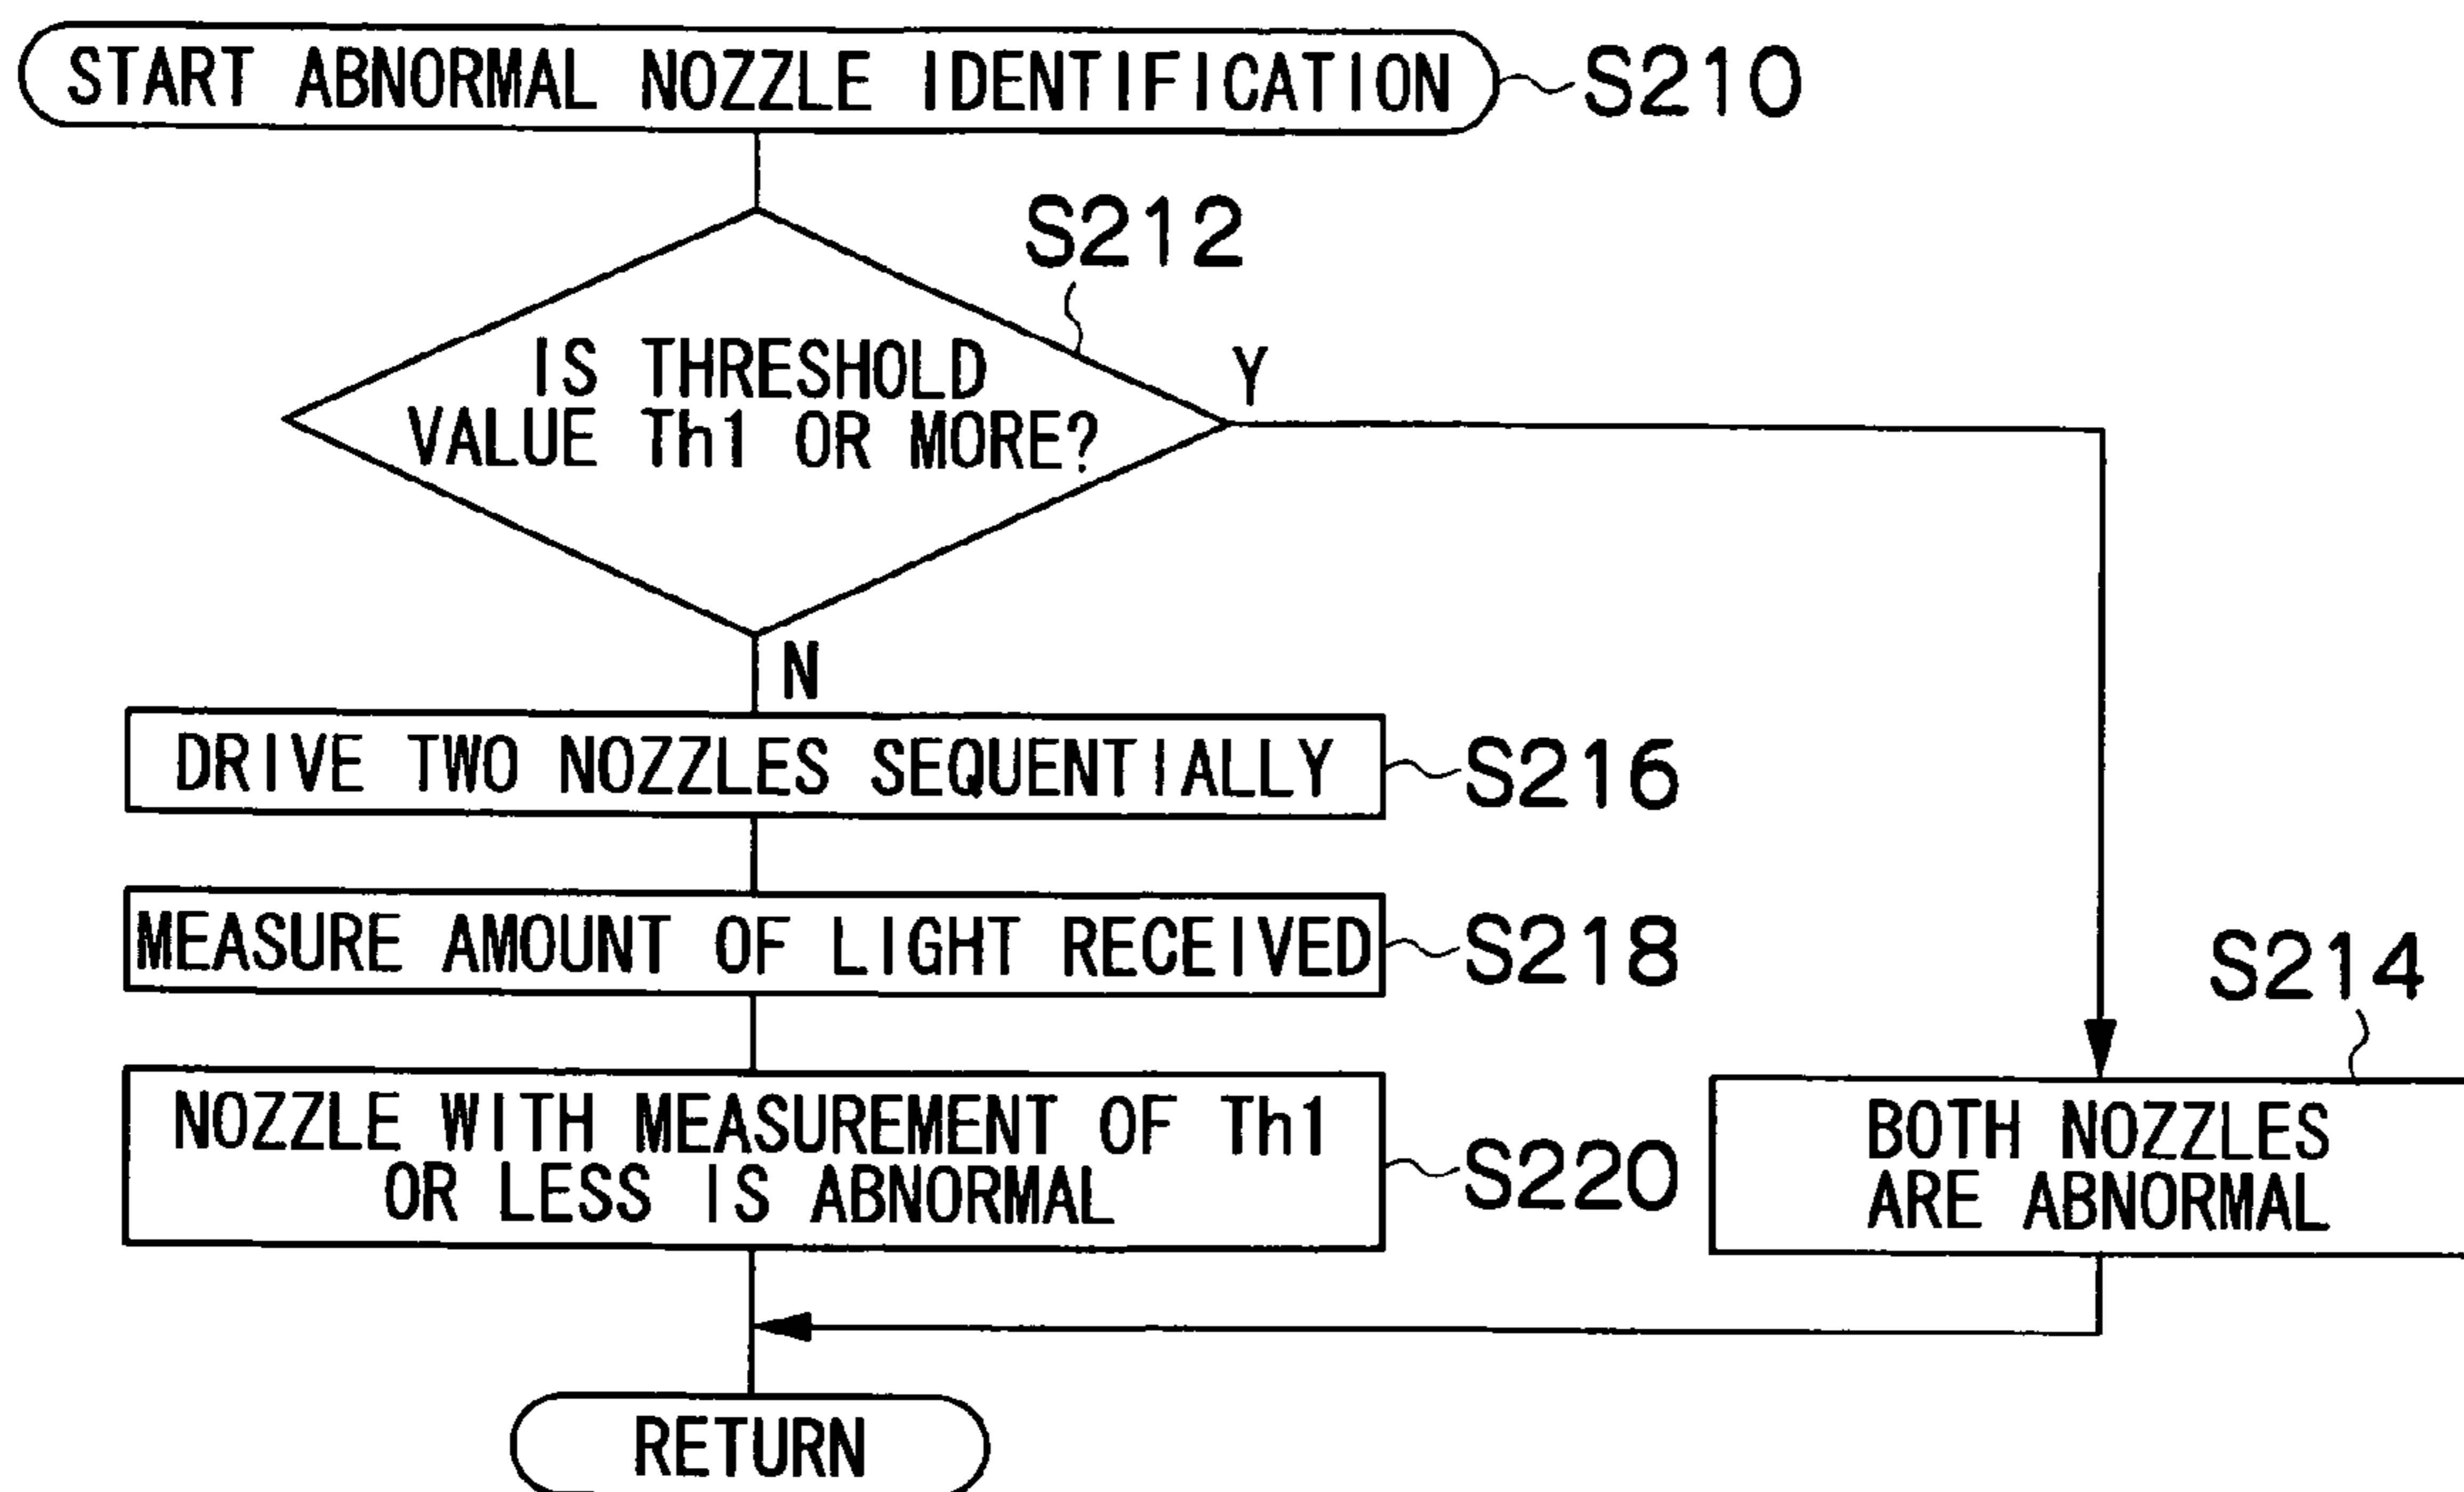 START ABNORMAL NOZZLE IDENTIFICATION
S210
S212
IS THRESHOLD
VALUE Th1 OR MORE?
Y
N
DRIVE TWO NOZZLES SEQUENTIALLY
S216
MEASURE AMOUNT OF LIGHT RECEIVED
S218
S214
NOZZLE WITH MEASUREMENT OF Th1
OR LESS IS ABNORMAL
S220
BOTH NOZZLES
ARE ABNORMAL
RETURN